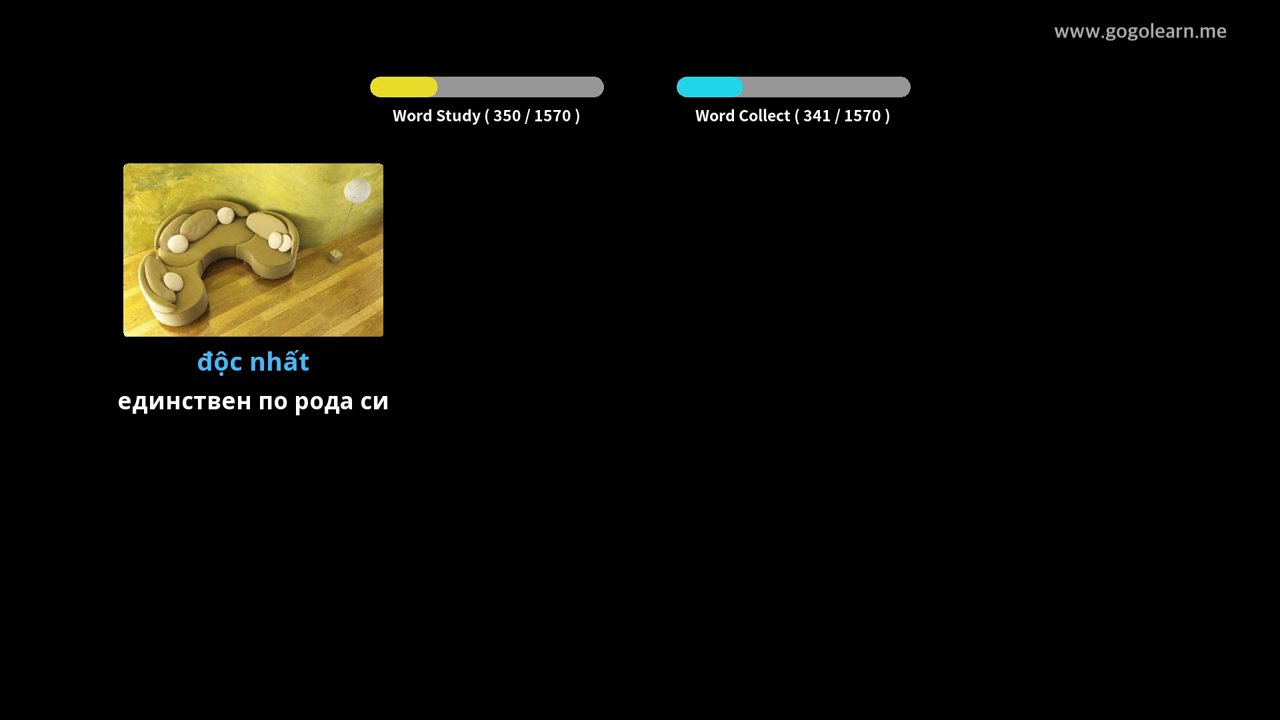 www.gogolearn.me
Word Study ( 350 / 1570 )
Word Collect ( 341 / 1570 )
độc nhất
единствен по рода си